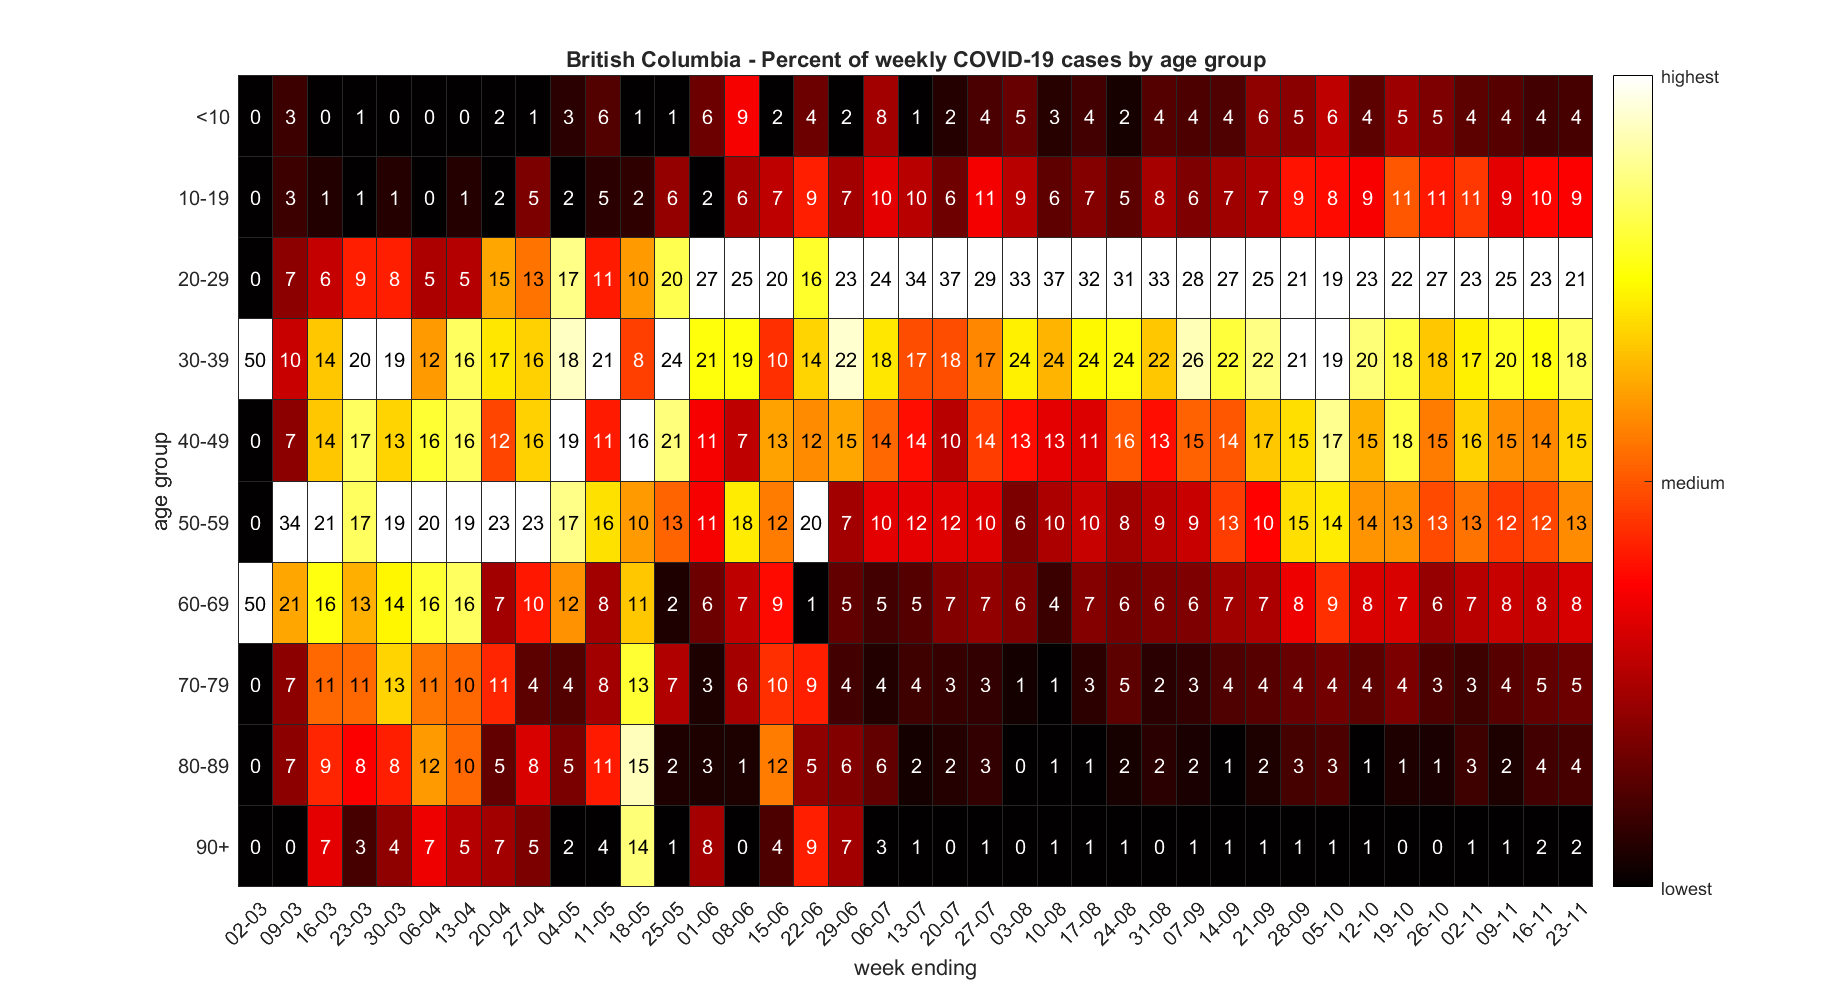 British Columbia - Percent of weekly COVID-19 cases by age group
highest
<10 0 3 0 1 0 0 0 2 1 3 6 1 1 6 9 2 4 2 8 1 2 4 5 3 4 2 4 4 4 6 5 6 4 5 5 4 4 4 4
10-19 0 3 1 1 1 0 1 2 5 2 5 2 6 2 6 7 9 7 10 10 6 11 9 6 7 5 8 6 7 7 9 8 9 11 11 11 9 10 9
20-29 0 7 6 9 8 5 5 15 13 17 11 10 20 27 25 20 16 23 24 34 37 29 33 37 32 31 33 28 27 25 21 19 23 22 27 23 25 23 21
30-39 50 10 14 20 19 12 16 17 16 18 21 8 24 21 19 10 14 22 18 17 18 17 24 24 24 24 22 26 22 22 21 19 20 18 18 17 20 18 18
40-49 0 7 14 17 13 16 16 12 16 19 11 16 21 11 7 13 12 15 14 14 10 14 13 13 11 16 13 15 14 17 15 17 15 18 15 16 15 14 15
age group
medium
50-59 0 34 21 17 19 20 19 23 23 17 16 10 13 11 18 12 20 7 10 12 12 10 6 10 10 8 9 9 13 10 15 14 14 13 13 13 12 12 13
60-69 50 21 16 13 14 16 16 7 10 12 8 11 2 6 7 9 1 5 5 5 7 7 6 4 7 6 6 6 7 7 8 9 8 7 6 7 8 8 8
70-79 0 7 11 11 13 11 10 11 4 4 8 13 7 3 6 10 9 4 4 4 3 3 1 1 3 5 2 3 4 4 4 4 4 4 3 3 4 5 5
80-89 0 7 9 8 8 12 10 5 8 5 11 15 2 3 1 12 5 6 6 2 2 3 0 1 1 2 2 2 1 2 3 3 1 1 1 3 2 4 4
90+ 0 0 7 3 4 7 5 7 5 2 4 14 1 8 0 4 9 7 3 1 0 1 0 1 1 1 0 1 1 1 1 1 1 0 0 1 1 2 2
lowest
02-03 09-03 16-03 23-03 30-03 06-04 13-04 20-04 27-04 04-05 11-05 18-05 25-05 01-06 08-06 15-06 22-06 29-06 06-07 13-07 20-07 27-07 03-08 10-08 17-08 24-08 31-08 07-09 14-09 21-09 28-09 05-10 12-10 19-10 26-10 02-11 09-11 16-11 23-11
week ending